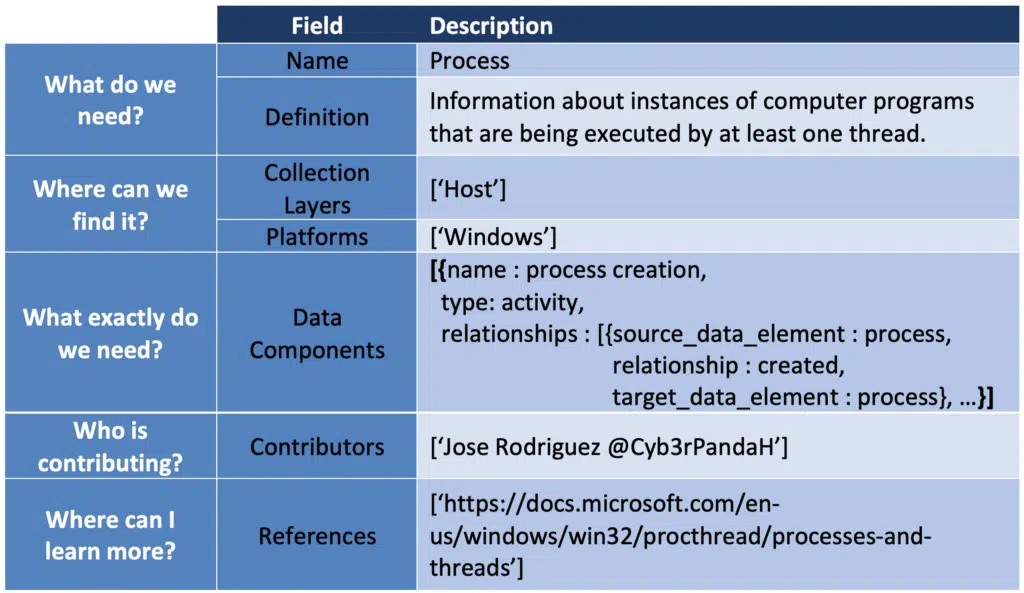 Field Description
What do we
need?
Name Process
Definition
Information about instances of computer programs
that are being executed by at least one thread.
Where can we
find it?
Collection
Layers
[‘Host’]
Platforms [‘Windows’]
What exactly do
we need?
Data
Components
[{name : process creation,
type: activity,
relationships : [{source_data_element : process,
relationship : created,
target_data_element : process}, …}]
Who is
contributing?
Contributors [‘Jose Rodriguez @Cyb3rPandaH’]
Where can I
learn more?
References
[‘https://docs.microsoft.com/en-
us/windows/win32/procthread/processes-and-
threads’]